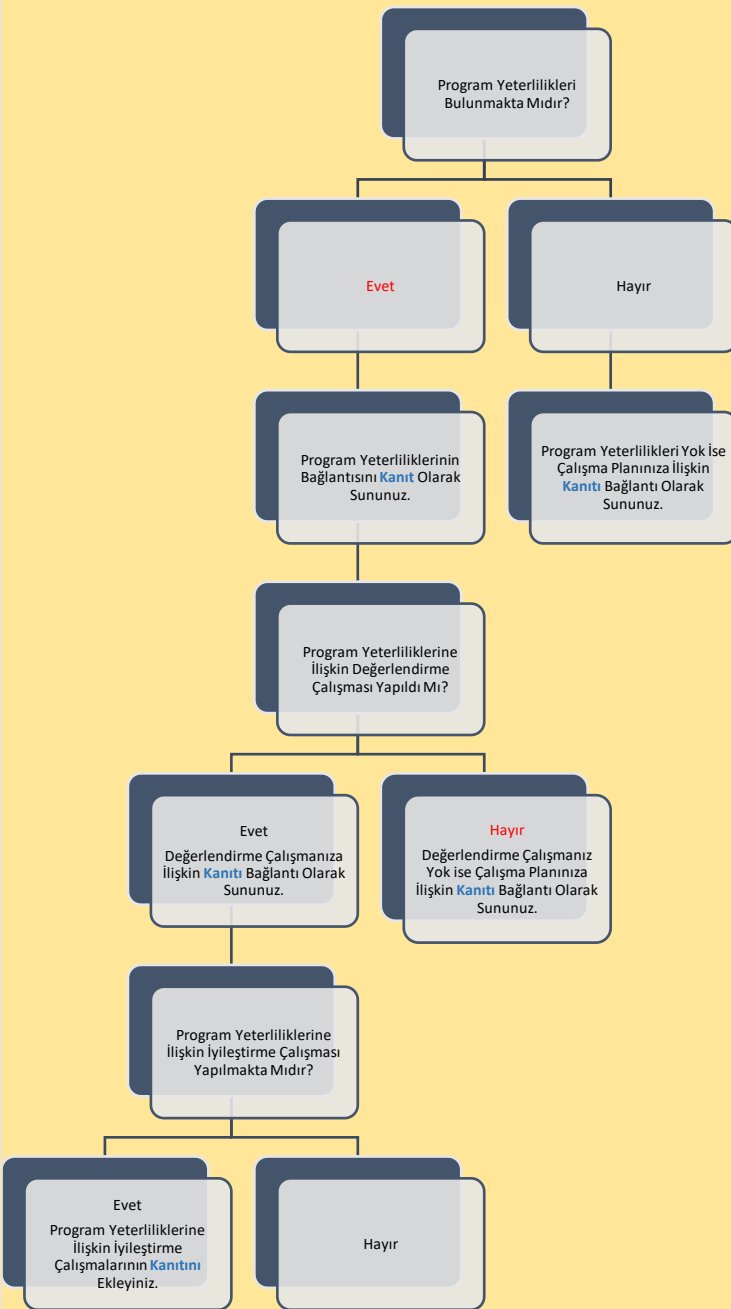 Program Yeterlilikleri
Bulunmakta Mıdır?
Evet
Hayır
Program Yeterliliklerinin
Bağlantısını Kanıt Olarak
Sununuz.
Program Yeterlilikleri Yok İse
Çalışma Planınıza İlişkin
Kanıtı Bağlantı Olarak
Sununuz.
Program Yeterliliklerine
İlişkin Değerlendirme
Çalışması Yapıldı Mı?
Evet
Değerlendirme Çalışmanıza
İlişkin Kanıtı Bağlantı Olarak
Sununuz.
Hayır
Değerlendirme Çalışmanız
Yok ise Çalışma Planınıza
İlişkin Kanıtı Bağlantı Olarak
Sununuz.
Program Yeterliliklerine
İlişkin İyileştirme Çalışması
Yapılmakta Mıdır?
Evet
Program Yeterliliklerine
İlişkin İyileştirme
Çalışmalarının Kanıtını
Ekleyiniz.
Hayır